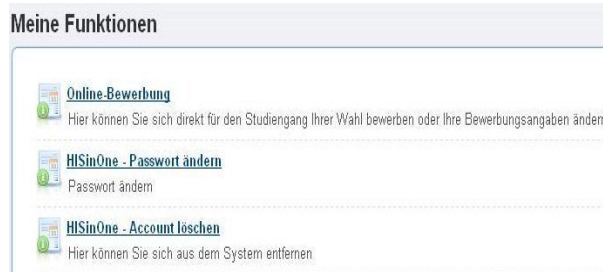 Meine Funktionen
Online-Bewerbung
Hier können Sie sich direkt für den Studiengang Ihrer Wahl bewerben oder Ihre Bewerbungsangaben änder
HISinOne - Passwort ändern
Passwort ändern
HISinOne - Account löschen
Hier können Sie sich aus dem System entfernen